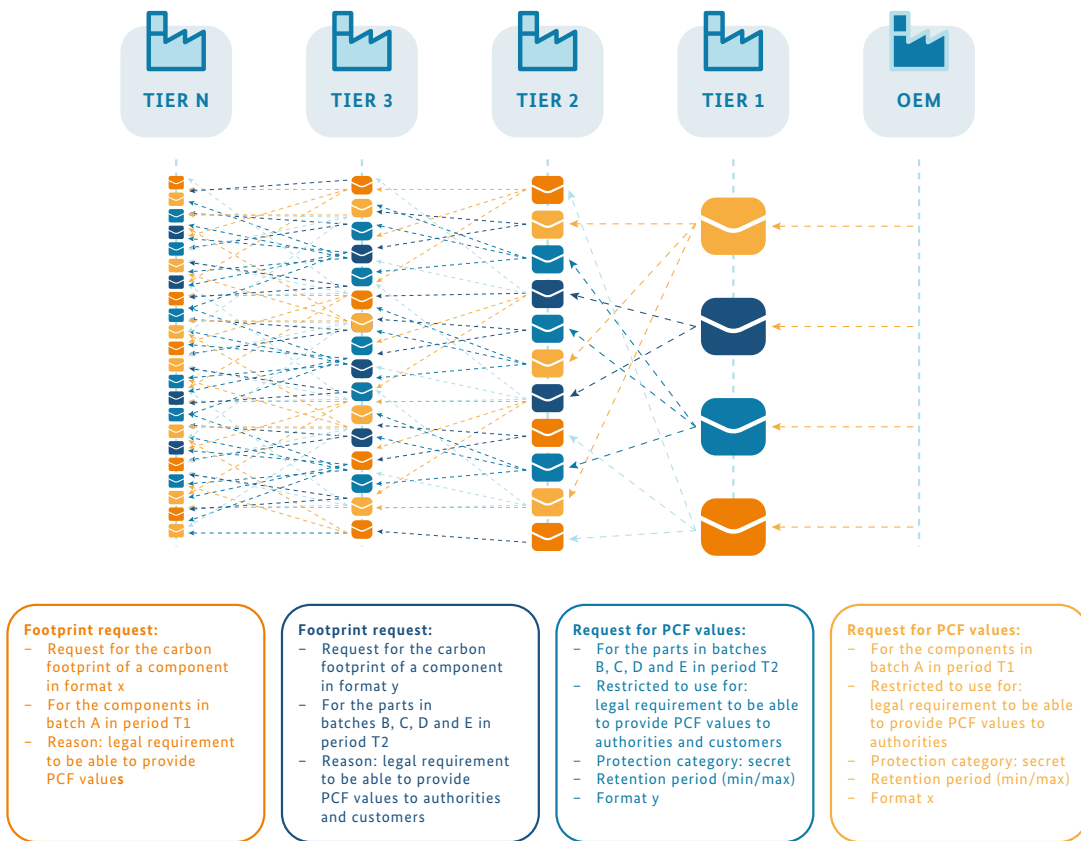 TIER N
TIER 3
TIER 2
TIER 1
OEM
Footprint request:
– Request for the carbon
footprint of a component
in format x
– For the components in
batch A in period T1
– Reason: legal requirement
to be able to provide
PCF values
Footprint request:
– Request for the carbon
footprint of a component
in format y
– For the parts in
batches B, C, D and E in
period T2
– Reason: legal requirement
to be able to provide
PCF values to authorities
and customers
Request for PCF values:
– For the parts in batches
B, C, D and E in period T2
– Restricted to use for:
legal requirement to be able
to provide PCF values to
authorities and customers
– Protection category: secret
– Retention period (min/max)
– Format y
Request for PCF values:
– For the components in
batch A in period T1
– Restricted to use for:
legal requirement to be able
to provide PCF values to
authorities
– Protection category: secret
– Retention period (min/max)
– Format x